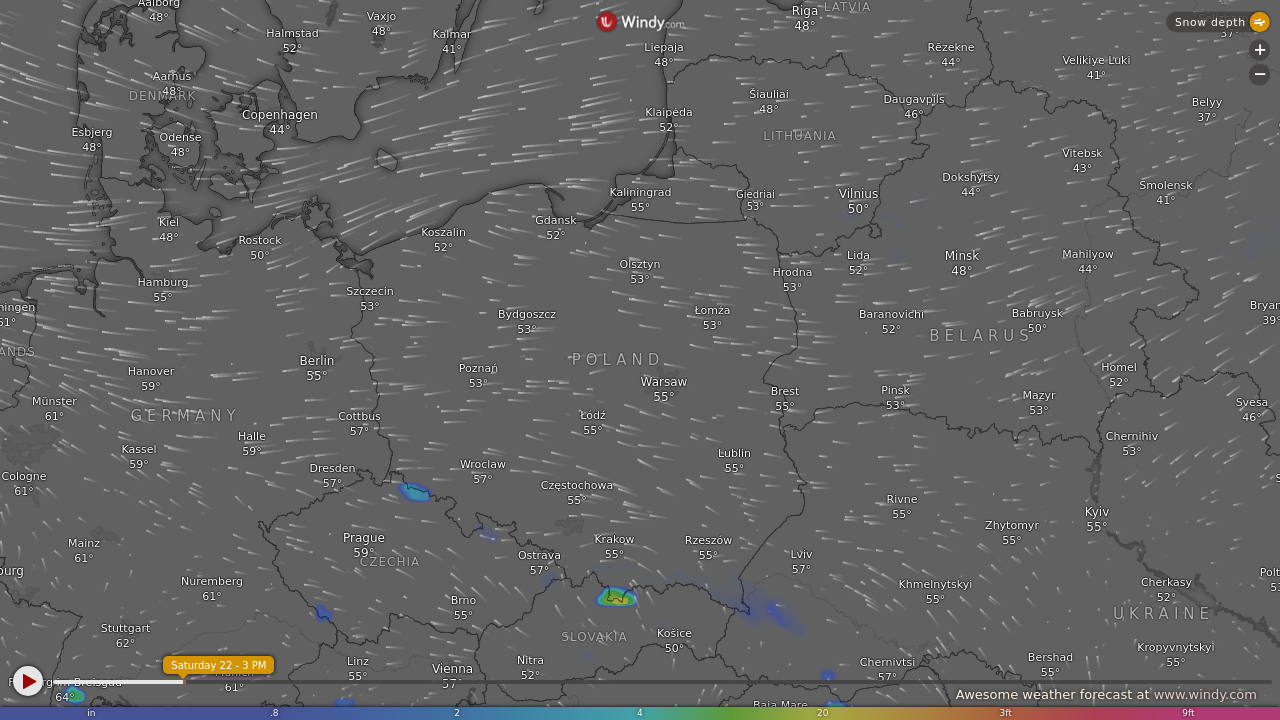 Aalborg
48°
Vaxjo
48°
Halmstad
52°
Kalmar
41°
Windy.com
Riga
48°
LATVIA
Snow depth
37°
+
−
Liepaja
48°
Rēzekne
44°
Velikiye Luki
41°
Aarhus
48°
DENMARK
Copenhagen
44°
Šiauliai
48°
Daugavpils
46°
Belyy
37°
Klaipėda
52°
LITHUANIA
Esbjerg
48°
Odense
48°
Vitebsk
43°
Dokshytsy
44°
Smolensk
41°
Kaliningrad
55°
Giedriai
53°
Vilnius
50°
Kiel
48°
Gdansk
52°
Koszalin
52°
Rostock
50°
Lida
52°
Minsk
48°
Mahilyow
44°
Olsztyn
53°
Hrodna
53°
Hamburg
55°
Szczecin
53°
ningen
51°
Bydgoszcz
53°
Łomża
53°
Baranovichi
52°
Babruysk
50°
Bryan
39°
BELARUS
ANDS
POLAND
Berlin
55°
Hanover
59°
Poznań
53°
Warsaw
55°
Homel
52°
Brest
55°
Pinsk
53°
Mazyr
53°
Münster
61°
GERMANY
Cottbus
57°
Łódź
55°
Svesa
46°
Halle
59°
Chernihiv
53°
Kassel
59°
Lublin
55°
Dresden
57°
Wroclaw
57°
Cologne
61°
Częstochowa
55°
Rivne
55°
Kyiv
55°
Zhytomyr
55°
Prague
59°
CZECHIA
Krakow
55°
Rzeszów
55°
Mainz
61°
Ostrava
57°
Lviv
57°
ourg
Nuremberg
61°
Khmelnytskyi
55°
Cherkasy
52°
Polt
Brno
55°
UKRAINE
Stuttgart
62°
SLOVAKIA
Košice
50°
Kropyvnytskyi
55°
Saturday 22 - 3 PM
Linz
55°
Vienna
57°
Nitra
52°
Chernivtsi
57°
Bershad
55°
64°
Munich
61°
Awesome weather forecast at www.windy.com
Baia Mare
in .8 2 4 20 3ft 9ft